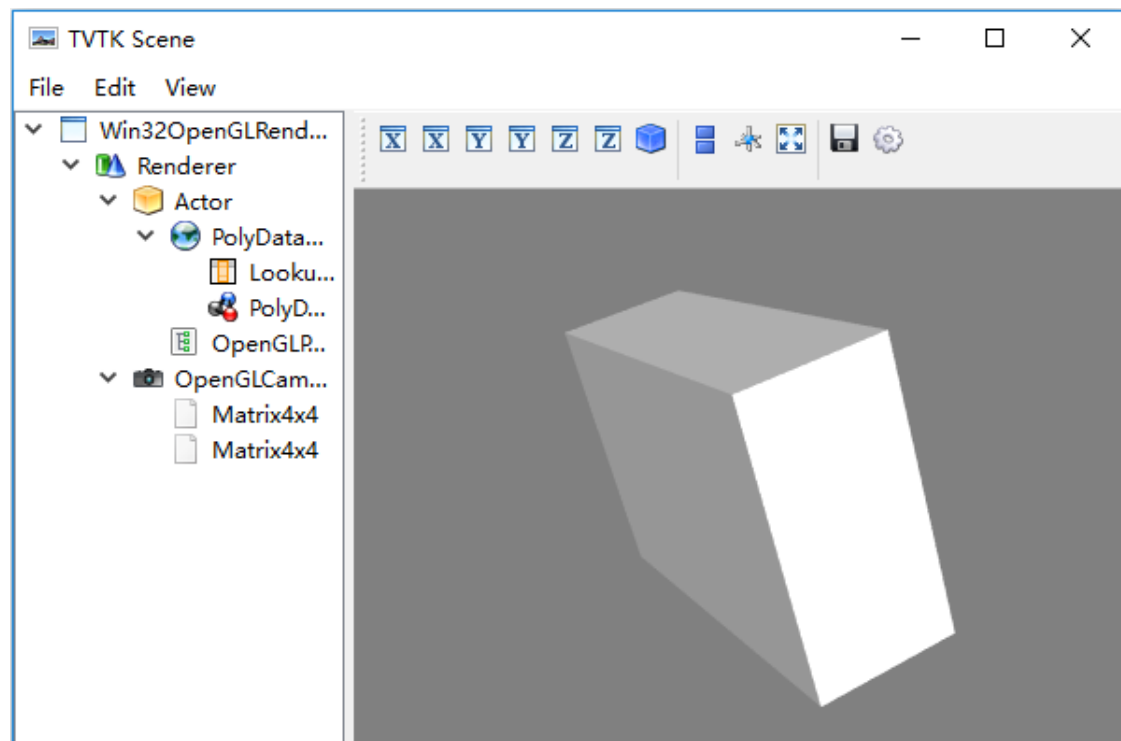 TVTK Scene
File Edit View
Win32OpenGLRend...
Renderer
Actor
PolyData...
Looku...
PolyD...
OpenGLP...
OpenGLCam...
Matrix4x4
Matrix4x4
X X Y Y Z Z